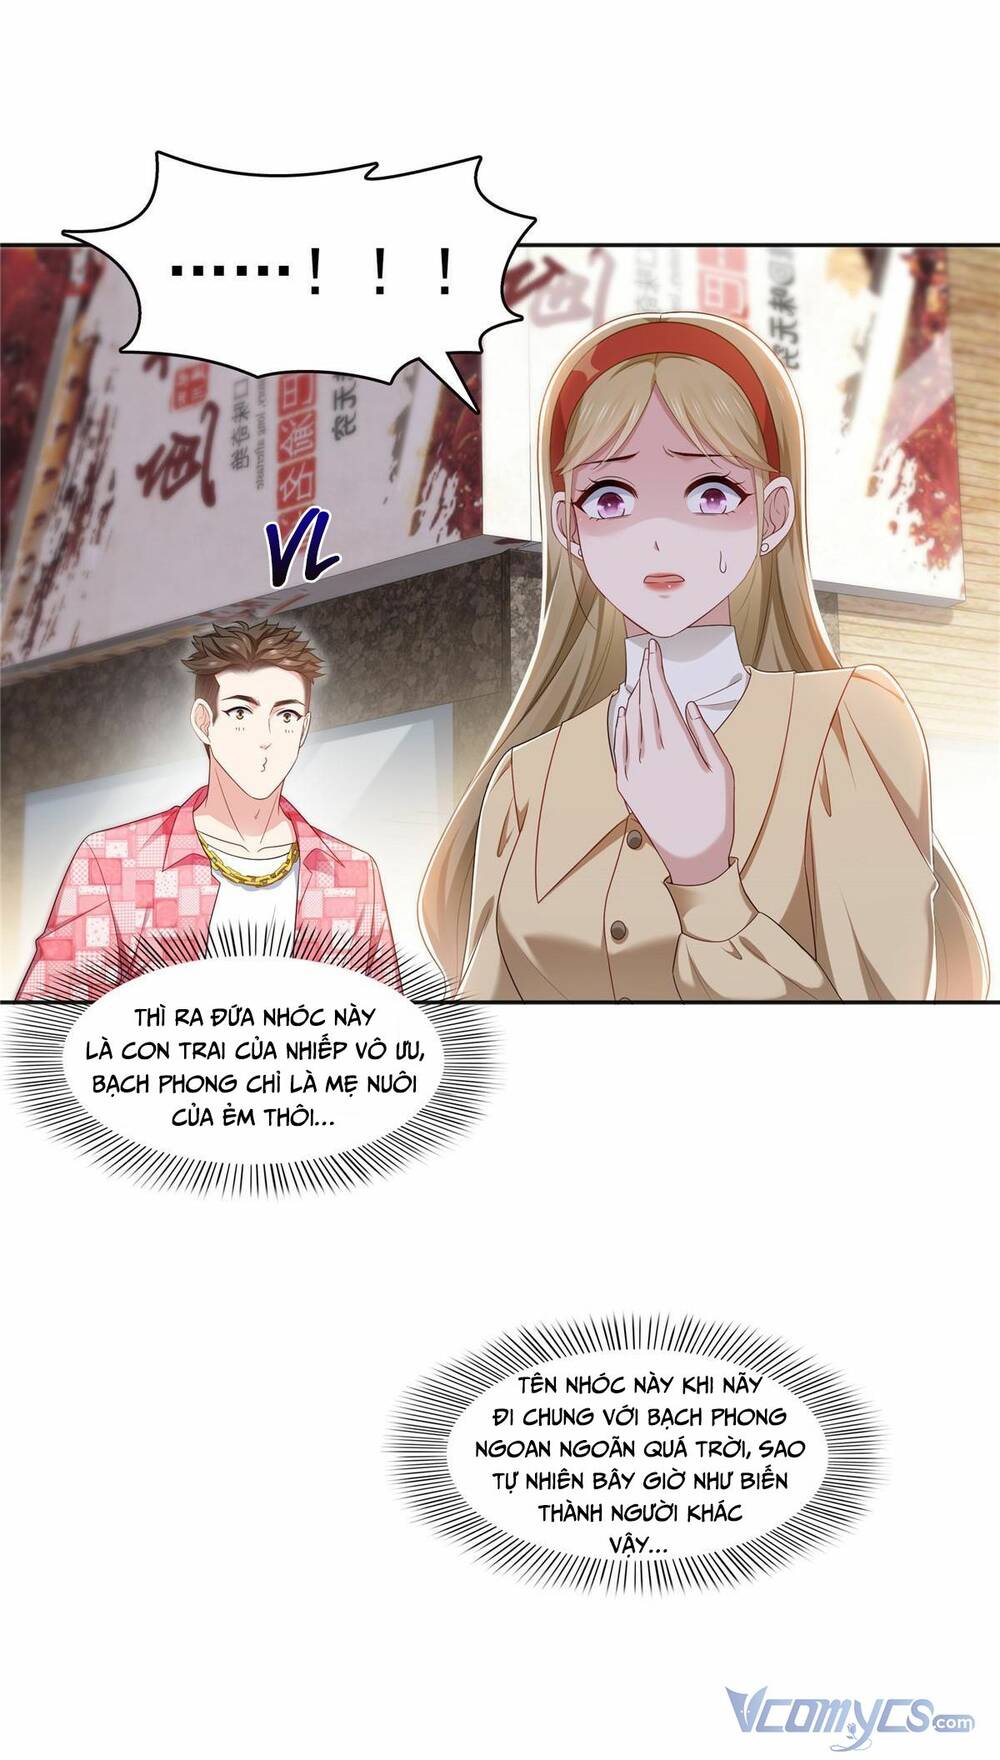 ……！！！
VL
THÌ RA ĐỨA NHÓC NÀY
LÀ CON TRAI CỦA NHIẾP VÔ ƯU,
BẠCH PHONG CHỈ LÀ MẸ NUÔI
CỦA ẺM THÔI...
TÊN NHÓC NÀY KHI NÃY
ĐI CHUNG VỚI BẠCH PHONG
NGOAN NGOÃN QUÁ TRỜI, SAO
TỰ NHIÊN BÂY GIỜ NHƯ BIẾN
THÀNH NGƯỜI KHÁC
VẬY...
VCOMYCS.com